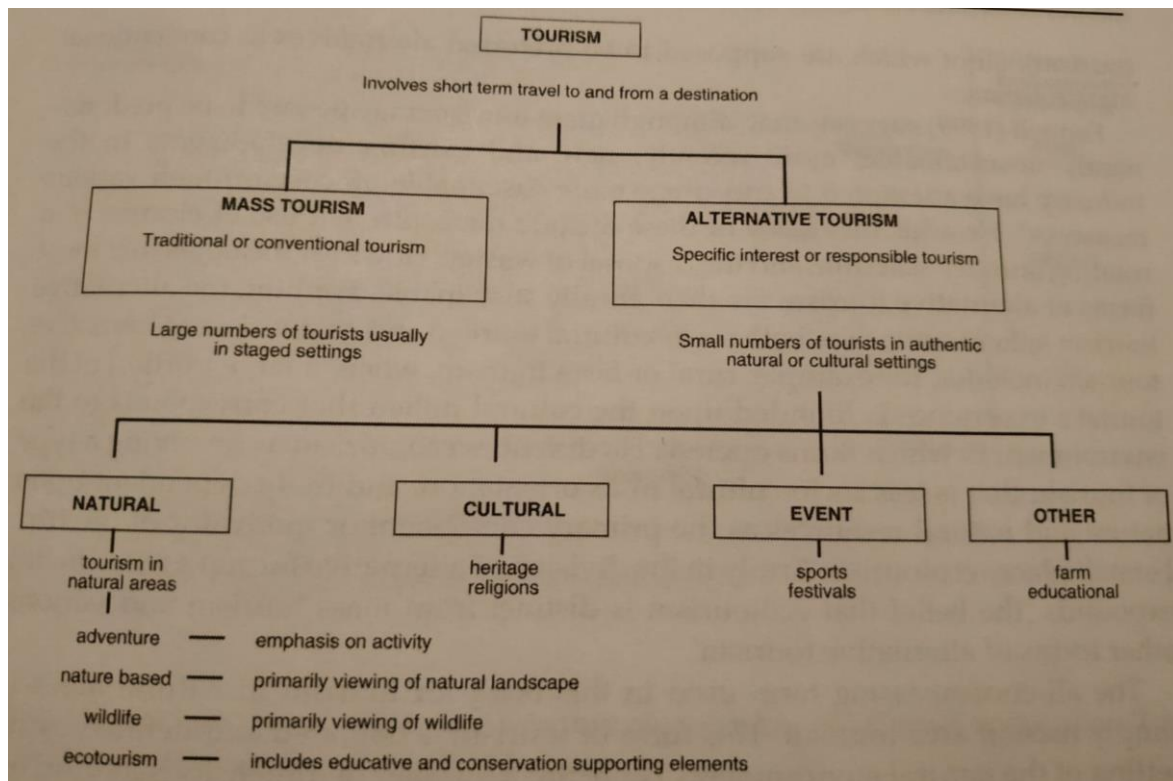 TOURISM
Involves short term travel to and from a destination
MASS TOURISM
Traditional or conventional tourism
Large numbers of tourists usually
in staged settings
ALTERNATIVE TOURISM
Specific interest or responsible tourism
Small numbers of tourists in authentic
natural or cultural settings
NATURAL
tourism in
natural areas
CULTURAL
heritage
religions
EVENT
sports
festivals
OTHER
farm
educational
adventure — emphasis on activity
nature based — primarily viewing of natural landscape
wildlife — primarily viewing of wildlife
ecotourism — includes educative and conservation supporting elements